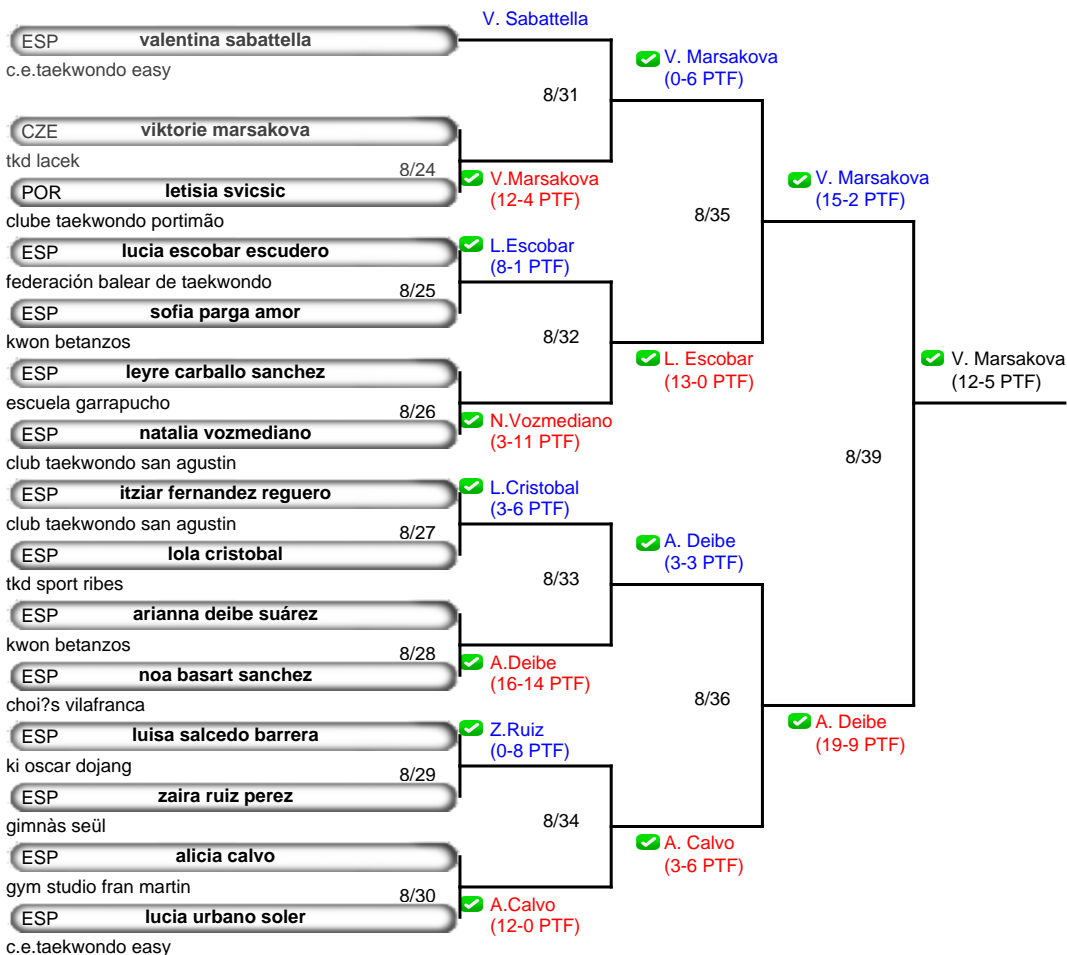 V. Sabattella
ESP valentina sabattella
c.e.taekwondo easy
V. Marsakova
(0-6 PTF)
8/31
CZE viktorie marsakova
tkd lacek
8/24
V.Marsakova
(12-4 PTF)
POR letisia svicsic
clube taekwondo portimão
V. Marsakova
(15-2 PTF)
8/35
ESP lucia escobar escudero
L.Escobar
(8-1 PTF)
federación balear de taekwondo
8/25
ESP sofia parga amor
kwon betanzos
8/32
L. Escobar
(13-0 PTF)
ESP leyre carballo sanchez
escuela garrapucho
8/26
N.Vozmediano
(3-11 PTF)
ESP natalia vozmediano
club taekwondo san agustin
V. Marsakova
(12-5 PTF)
8/39
ESP itziar fernandez reguero
L.Cristobal
(3-6 PTF)
club taekwondo san agustin
8/27
ESP lola cristobal
tkd sport ribes
A. Deibe
(3-3 PTF)
8/33
ESP arianna deibe suárez
kwon betanzos
8/28
A.Deibe
(16-14 PTF)
ESP noa basart sanchez
choi?s vilafranca
8/36
A. Deibe
(19-9 PTF)
ESP luisa salcedo barrera
Z.Ruiz
(0-8 PTF)
ki oscar dojang
8/29
ESP zaira ruiz perez
gimnàs seül
8/34
A. Calvo
(3-6 PTF)
ESP alicia calvo
gym studio fran martin
8/30
A.Calvo
(12-0 PTF)
ESP lucia urbano soler
c.e.taekwondo easy